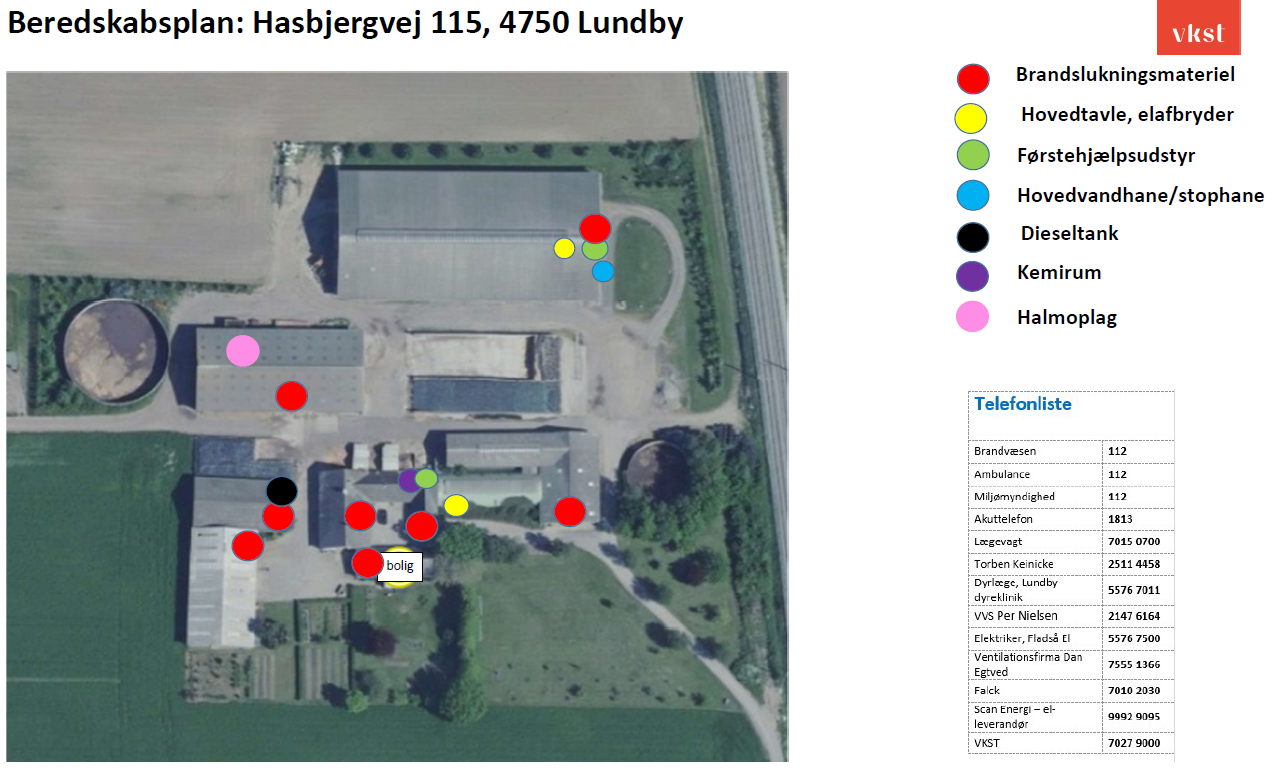 Beredskabsplan: Hasbjergvej 115, 4750 Lundby
vkst
Brandslukningsmateriel
Hovedtavle, elafbryder
Førstehjælpsudstyr
Hovedvandhane/stophane
Dieseltank
Kemirum
Halmoplag
bolig
Telefonliste
Brandvæsen 112
Ambulance 112
Miljømyndighed 112
Akuttelefon 1813
Lægevagt 7015 0700
Torben Keinicke 2511 4458
Dyrlæge, Lundby
dyreklinik 5576 7011
VVS Per Nielsen 2147 6164
Elektriker, Fladså El 5576 7500
Ventilationsfirma Dan
Egtved 7555 1366
Falck 7010 2030
Scan Energi – el-
leverandør 9992 9095
VKST 7027 9000